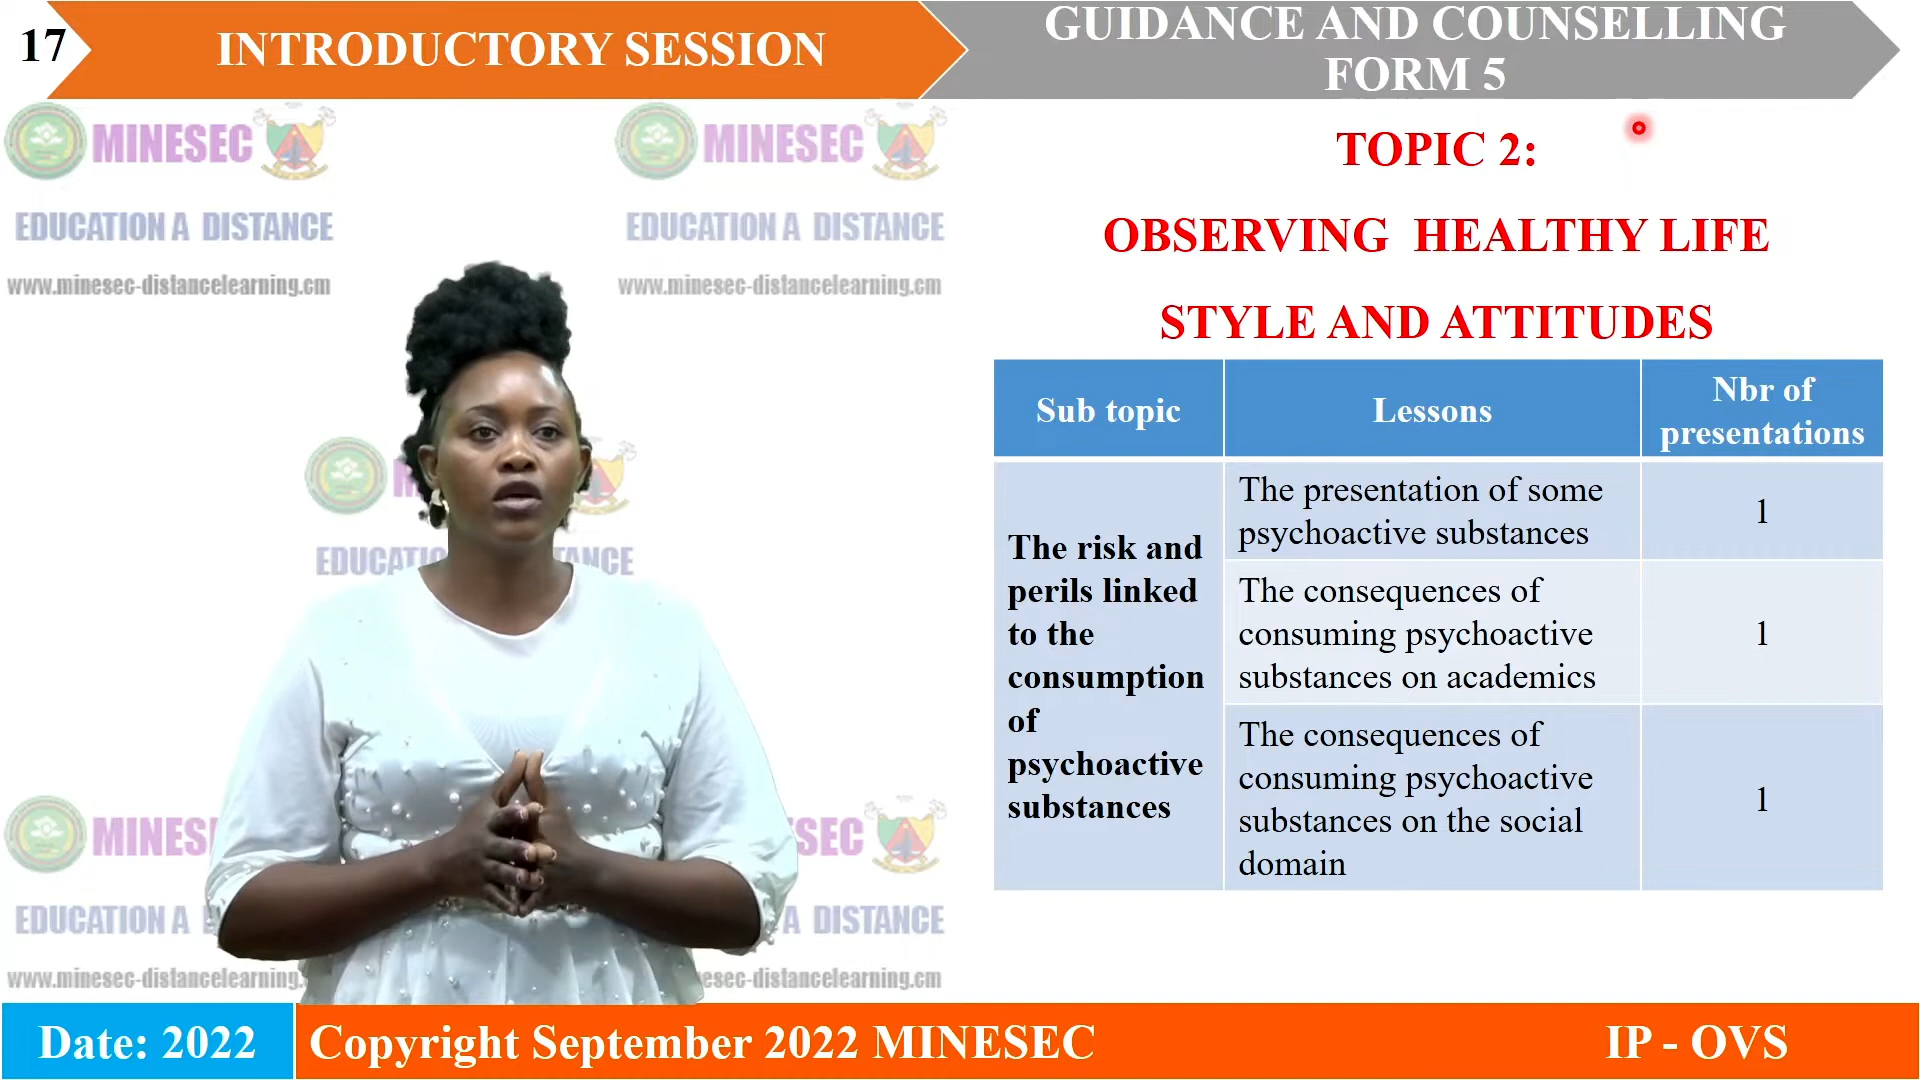 17
INTRODUCTORY SESSION
GUIDANCE AND COUNSELLING
FORM 5
MINESEC
EDUCATION A DISTANCE
www.minesec-distancelearning.cm
MINESEC
EDUCATION A DISTANCE
www.minesec-distancelearning.cm
TOPIC 2:
OBSERVING HEALTHY LIFE
STYLE AND ATTITUDES
Sub topic
Lessons
Nbr of
presentations
The risk and
perils linked
to the
consumption
of
psychoactive
substances
The presentation of some
psychoactive substances
1
The consequences of
consuming psychoactive
substances on academics
1
The consequences of
consuming psychoactive
substances on the social
domain
1
Date: 2022
Copyright September 2022 MINESEC
IP - OVS